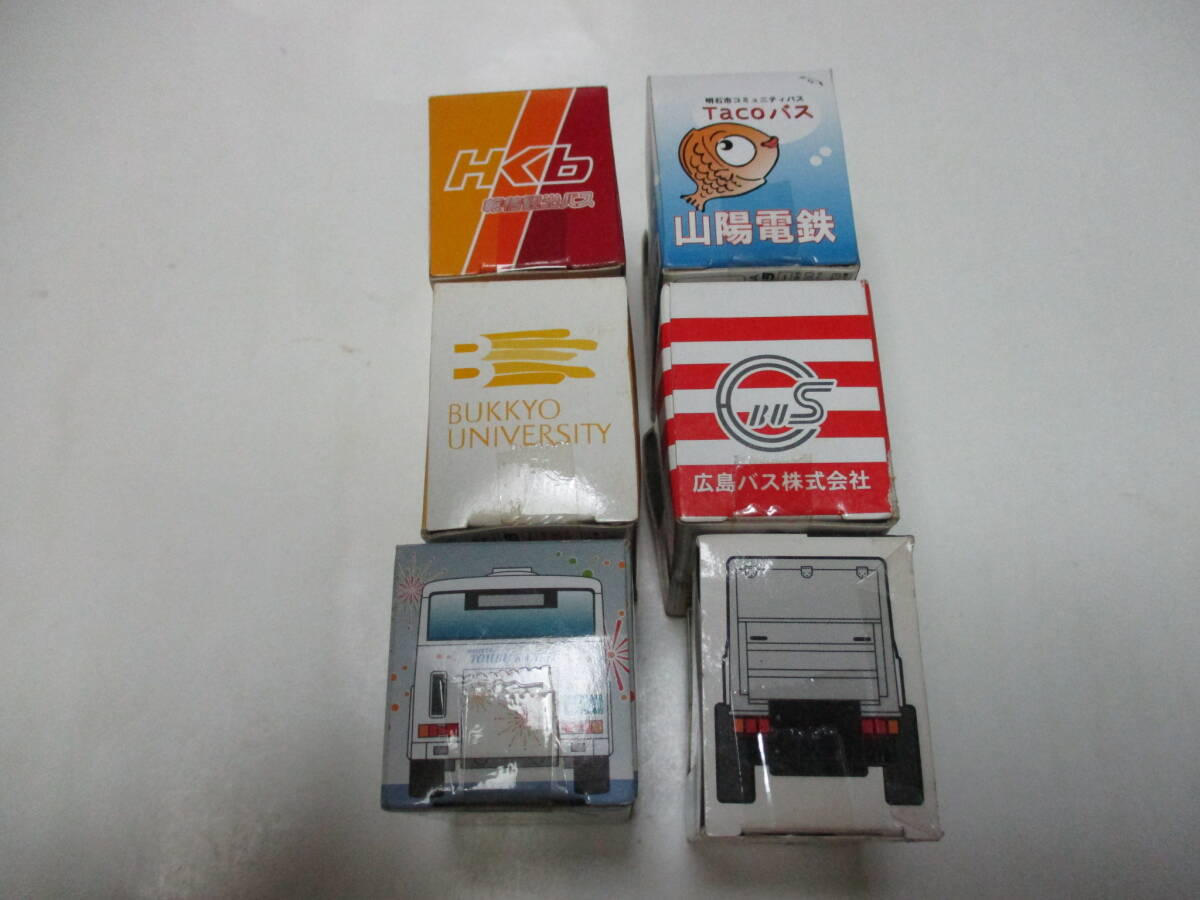 HKb
明石市コミュニティバス
Tacoバス
山陽電鉄
BUKKYO
UNIVERSITY
BUS
広島バス株式会社
TOHBU